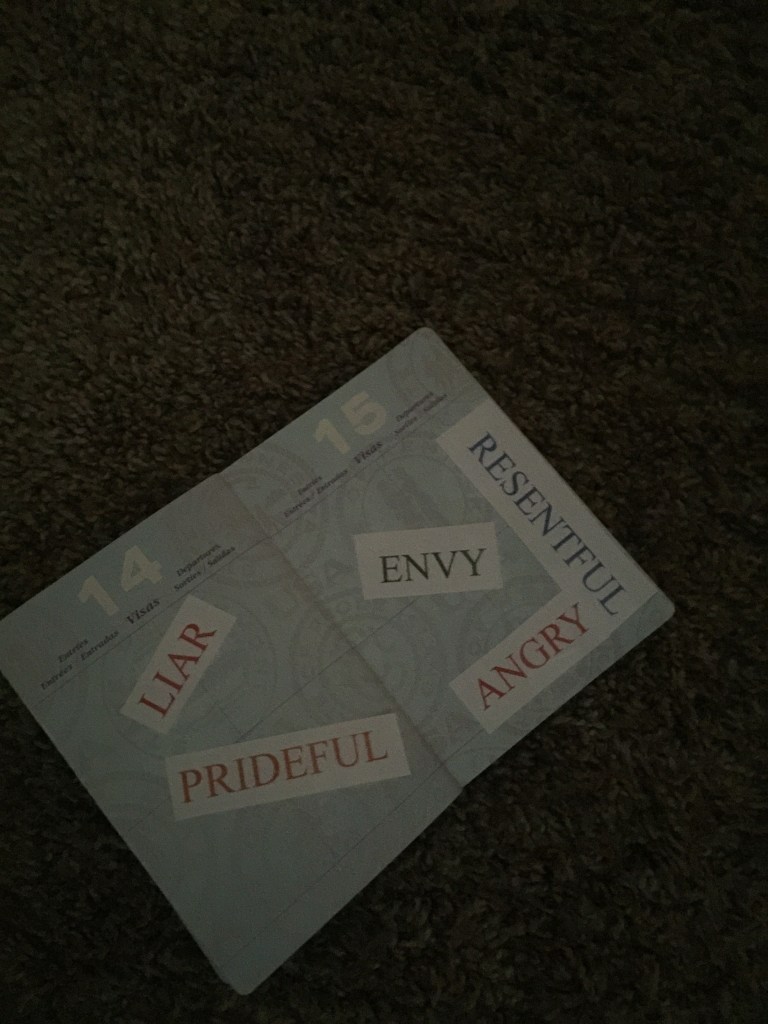 14
Entries
Entrées / Entradas
Visas
Departures
Sorties / Salidas
LIAR
PRIDEFUL
15
Entries
Entrées / Entradas
Visas
Departures
Sorties / Salidas
RESENTFUL
ENVY
ANGRY